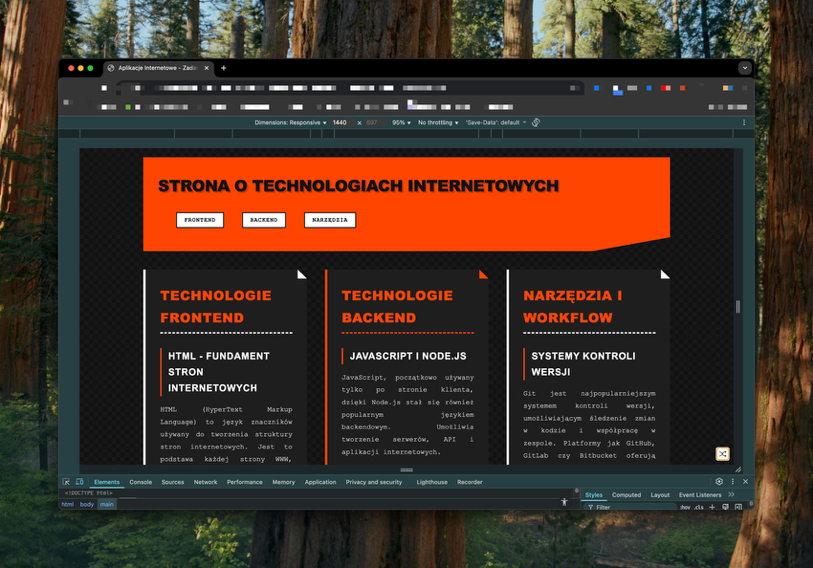 Aplikacje Internetowe - Zada
Dimensions: Responsive 1440 × 697 95% No throttling 'Save-Data': default
STRONA O TECHNOLOGIACH INTERNETOWYCH
FRONTEND BACKEND NARZĘDZIA
TECHNOLOGIE
FRONTEND
HTML - FUNDAMENT
STRON
INTERNETOWYCH
HTML (HyperText Markup
Language) to język znaczników
używany do tworzenia struktury
stron internetowych. Jest to
podstawa każdej strony WWW,
TECHNOLOGIE
BACKEND
JAVASCRIPT I NODE.JS
JavaScript, początkowo używany
tylko po stronie klienta,
dzięki Node.js stał się również
popularnym językiem
backendowym. Umożliwia
tworzenie serwerów, API i
aplikacji internetowych.
NARZĘDZIA I
WORKFLOW
SYSTEMY KONTROLI
WERSJI
Git jest najpopularniejszym
systemem kontroli wersji,
umożliwiającym śledzenie zmian
w kodzie i współpracę w
zespole. Platformy jak GitHub,
GitLab czy Bitbucket oferują
Elements Console Sources Network Performance Memory Application Privacy and security Lighthouse Recorder
<!DOCTYPE html>
html body main
Styles Computed Layout Event Listeners
Filter :hov .cls